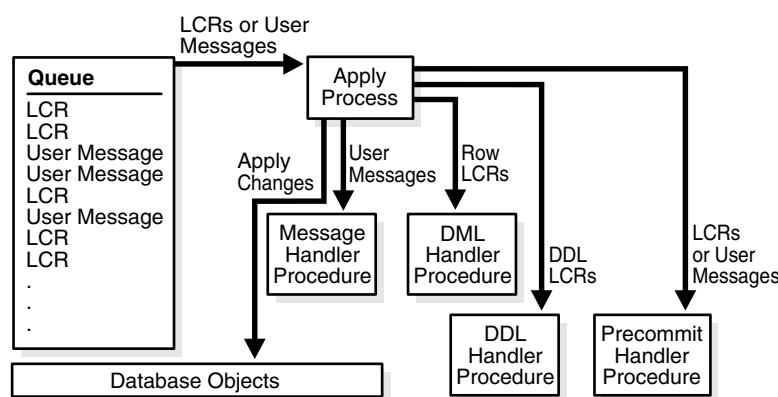 LCRs or User
Messages
Queue
LCR
LCR
User Message
User Message
LCR
User Message
LCR
LCR
.
.
.
Apply
Process
Apply
Changes
User
Messages
Row
LCRs
DDL
LCRs
LCRs
or User
Messages
Message
Handler
Procedure
DML
Handler
Procedure
DDL
Handler
Procedure
Precommit
Handler
Procedure
Database Objects